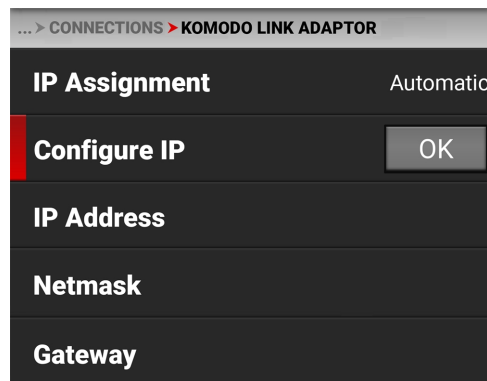 ... > CONNECTIONS > KOMODO LINK ADAPTOR
IP Assignment Automatic
Configure IP OK
IP Address
Netmask
Gateway